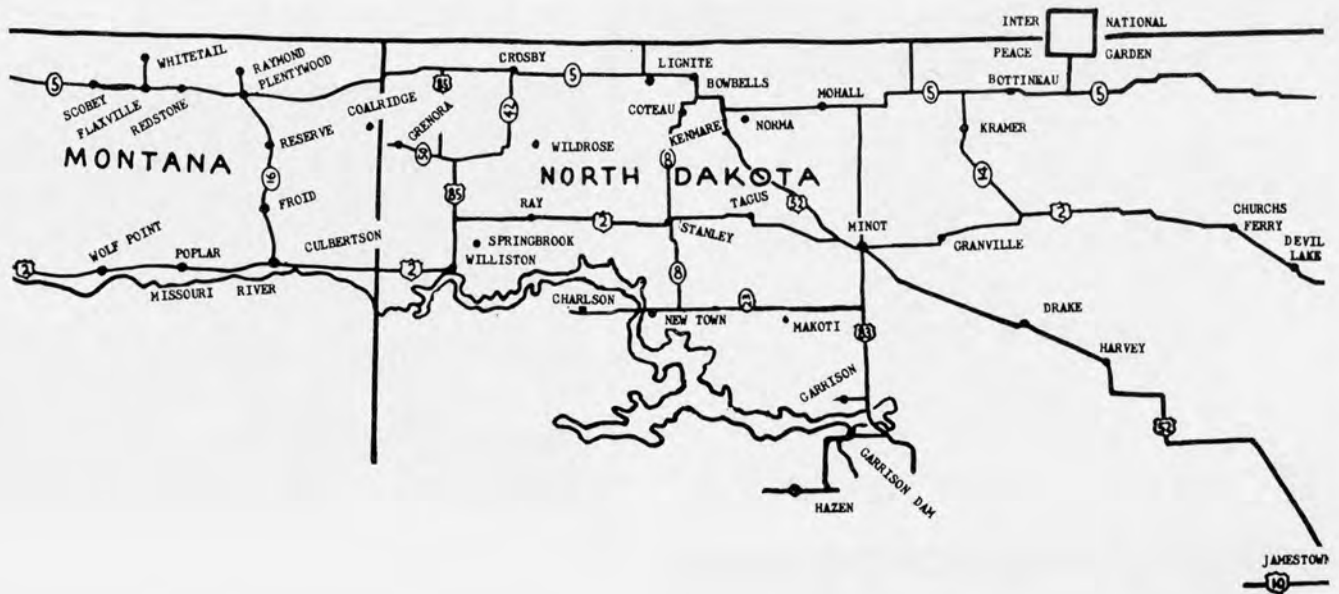 INTER NATIONAL
PEACE GARDEN
WHITETAIL
RAYMOND
PLENTYWOOD
CROSBY
LIGNITE
BOWBELLS
BOTTINEAU
5
SCOBEY
FLAXVILLE
REDSTONE
85
5
MOHALL
5
5
COALRIDGE
GRENORA
42
COTEAU
KENMARE
NORMA
KRAMER
RESERVE
50
WILDROSE
MONTANA
NORTH DAKOTA
16
85
8
52
34
FROID
RAY
2
STANLEY
TAGUS
MINOT
2
CHURCHS
FERRY
WOLF POINT
POPLAR
CULBERTSON
SPRINGBROOK
GRANVILLE
DEVIL
LAKE
2
2
WILLISTON
8
MISSOURI RIVER
CHARLSON
NEW TOWN
23
MAKOTI
83
DRAKE
HARVEY
GARRISON
52
GARRISON DAM
HAZEN
JAMESTOWN
10